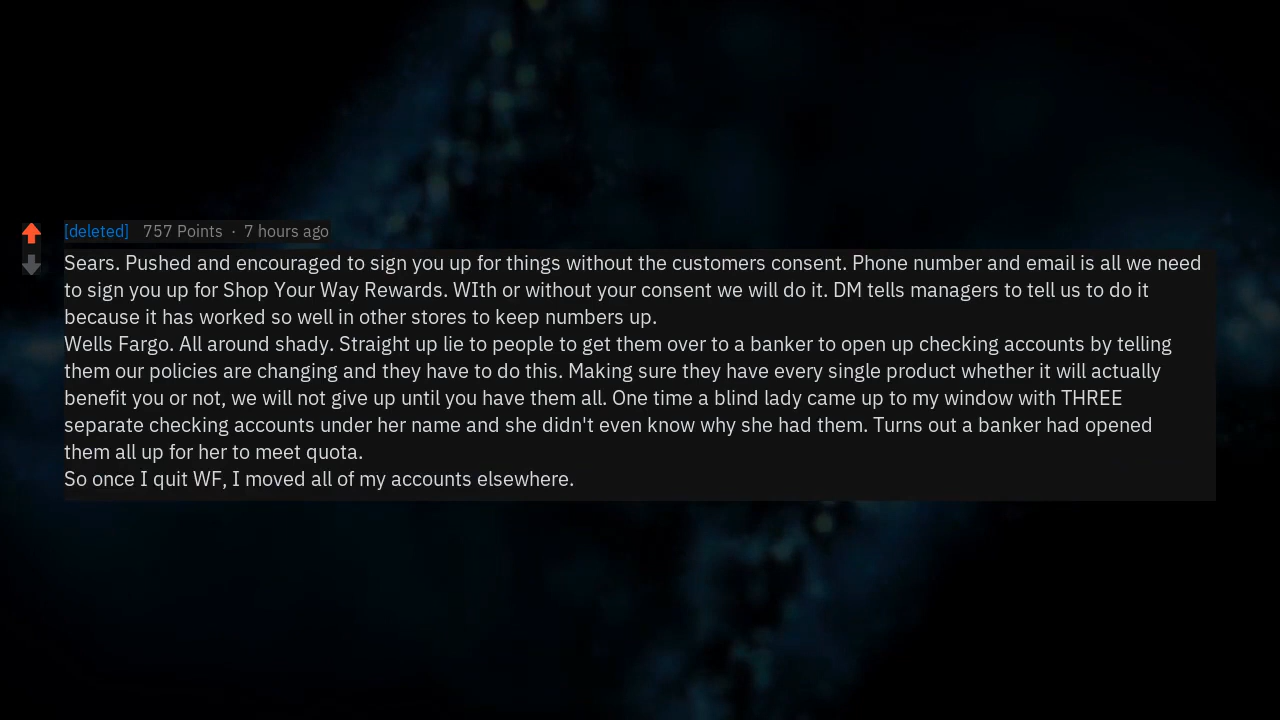 [deleted] 757 Points · 7 hours ago
Sears. Pushed and encouraged to sign you up for things without the customers consent. Phone number and email is all we need
to sign you up for Shop Your Way Rewards. WIth or without your consent we will do it. DM tells managers to tell us to do it
because it has worked so well in other stores to keep numbers up.
Wells Fargo. All around shady. Straight up lie to people to get them over to a banker to open up checking accounts by telling
them our policies are changing and they have to do this. Making sure they have every single product whether it will actually
benefit you or not, we will not give up until you have them all. One time a blind lady came up to my window with THREE
separate checking accounts under her name and she didn't even know why she had them. Turns out a banker had opened
them all up for her to meet quota.
So once I quit WF, I moved all of my accounts elsewhere.